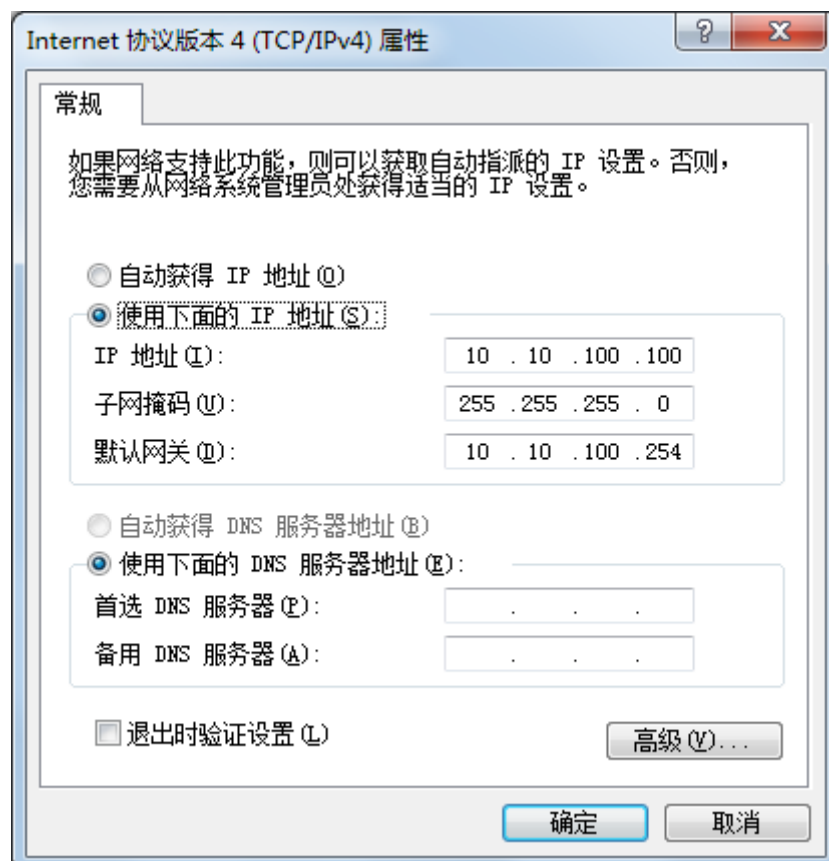 Internet 协议版本 4 (TCP/IPv4) 属性
常规
如果网络支持此功能，则可以获取自动指派的 IP 设置。否则，
您需要从网络系统管理员处获得适当的 IP 设置。
自动获得 IP 地址(O)
使用下面的 IP 地址(S):
IP 地址(I): 10 . 10 .100 .100
子网掩码(U): 255 .255 .255 . 0
默认网关(D): 10 . 10 .100 .254
自动获得 DNS 服务器地址(B)
使用下面的 DNS 服务器地址(E):
首选 DNS 服务器(P): . . .
备用 DNS 服务器(A): . . .
退出时验证设置(L)
高级(V)...
确定 取消